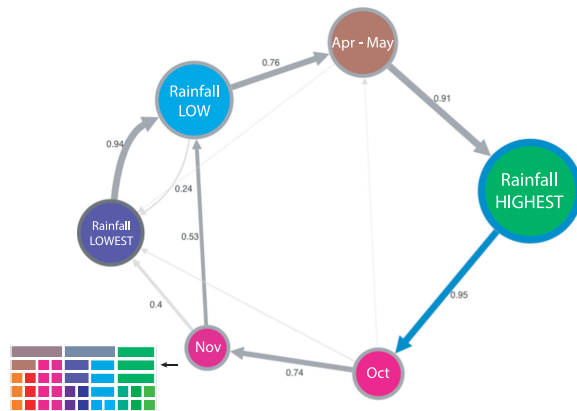 Apr - May
0.76
Rainfall
LOW
0.91
0.94
Rainfall
HIGHEST
0.24
Rainfall
LOWEST
0.53
0.95
0.4
Nov
0.74
Oct